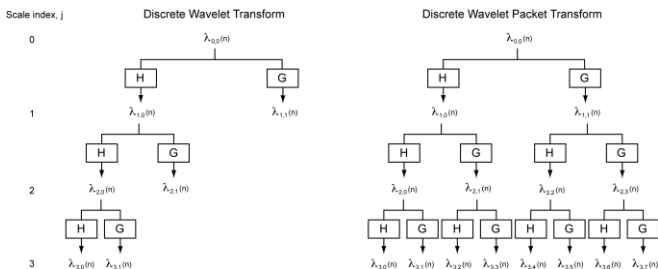 Scale index, j Discrete Wavelet Transform Discrete Wavelet Packet Transform
0 λ0,0(n) λ0,0(n)
H G H G
1 λ1,0(n) λ1,1(n) λ1,0(n) λ1,1(n)
H G H G H G
2 λ2,0(n) λ2,1(n) λ2,0(n) λ2,1(n) λ2,2(n) λ2,3(n)
H G H G H G H G H G
3 λ3,0(n) λ3,1(n) λ3,0(n) λ3,1(n) λ3,2(n) λ3,3(n) λ3,4(n) λ3,5(n) λ3,6(n) λ3,7(n)